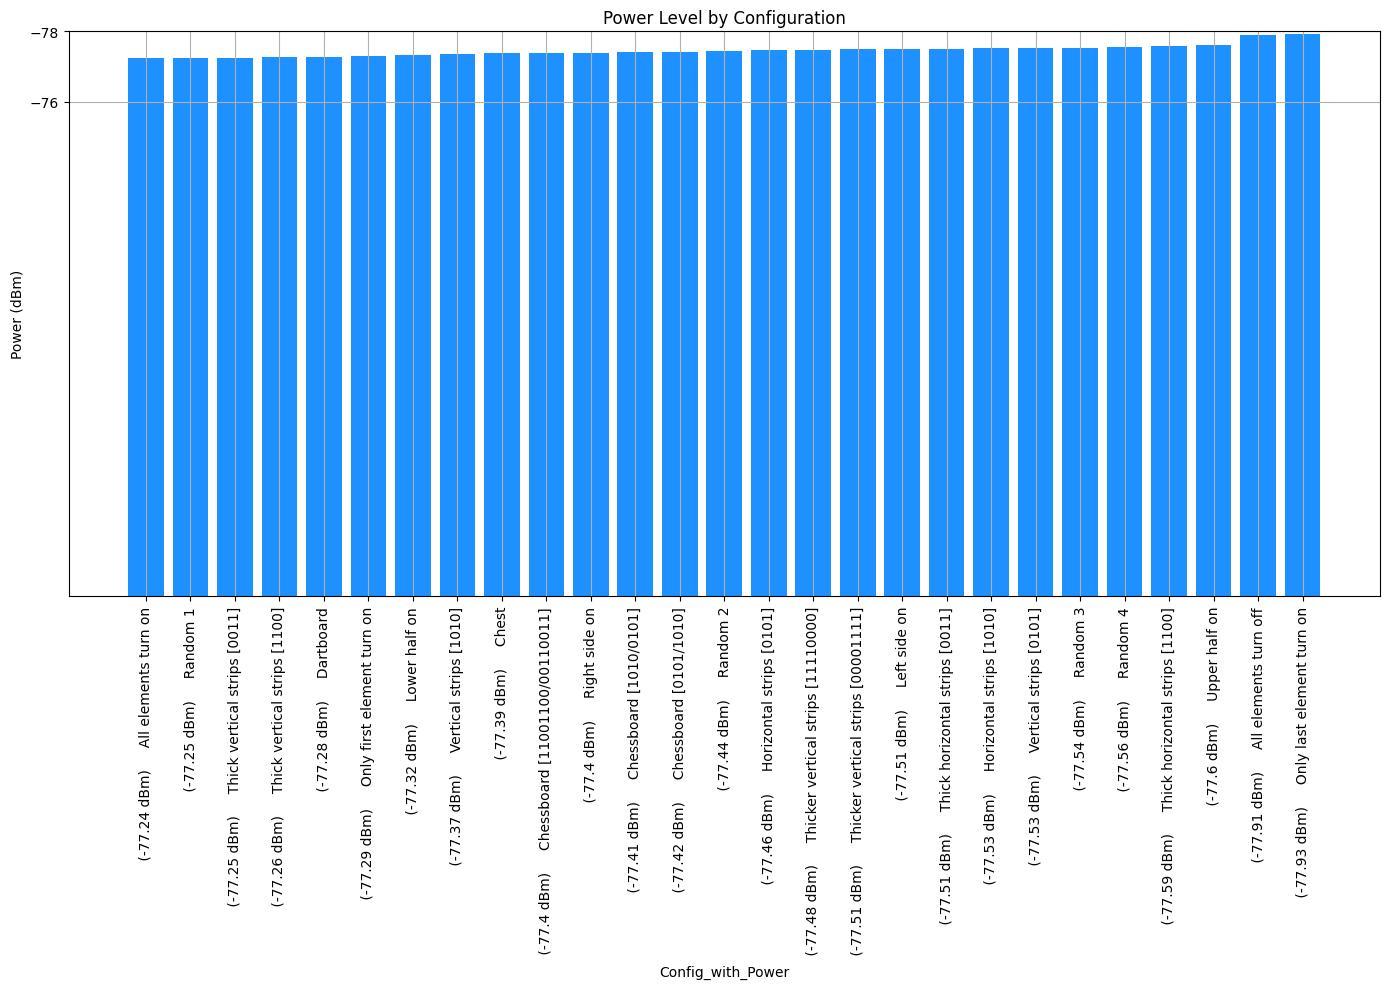 Power Level by Configuration
−78
−76
Power (dBm)
(-77.24 dBm) All elements turn on
(-77.25 dBm) Random 1
(-77.25 dBm) Thick vertical strips [0011]
(-77.26 dBm) Thick vertical strips [1100]
(-77.28 dBm) Dartboard
(-77.29 dBm) Only first element turn on
(-77.32 dBm) Lower half on
(-77.37 dBm) Vertical strips [1010]
(-77.39 dBm) Chest
(-77.4 dBm) Chessboard [11001100/00110011]
(-77.4 dBm) Right side on
(-77.41 dBm) Chessboard [1010/0101]
(-77.42 dBm) Chessboard [0101/1010]
(-77.44 dBm) Random 2
(-77.46 dBm) Horizontal strips [0101]
(-77.48 dBm) Thicker vertical strips [11110000]
(-77.51 dBm) Thicker vertical strips [00001111]
(-77.51 dBm) Left side on
(-77.51 dBm) Thick horizontal strips [0011]
(-77.53 dBm) Horizontal strips [1010]
(-77.53 dBm) Vertical strips [0101]
(-77.54 dBm) Random 3
(-77.56 dBm) Random 4
(-77.59 dBm) Thick horizontal strips [1100]
(-77.6 dBm) Upper half on
(-77.91 dBm) All elements turn off
(-77.93 dBm) Only last element turn on
Config_with_Power